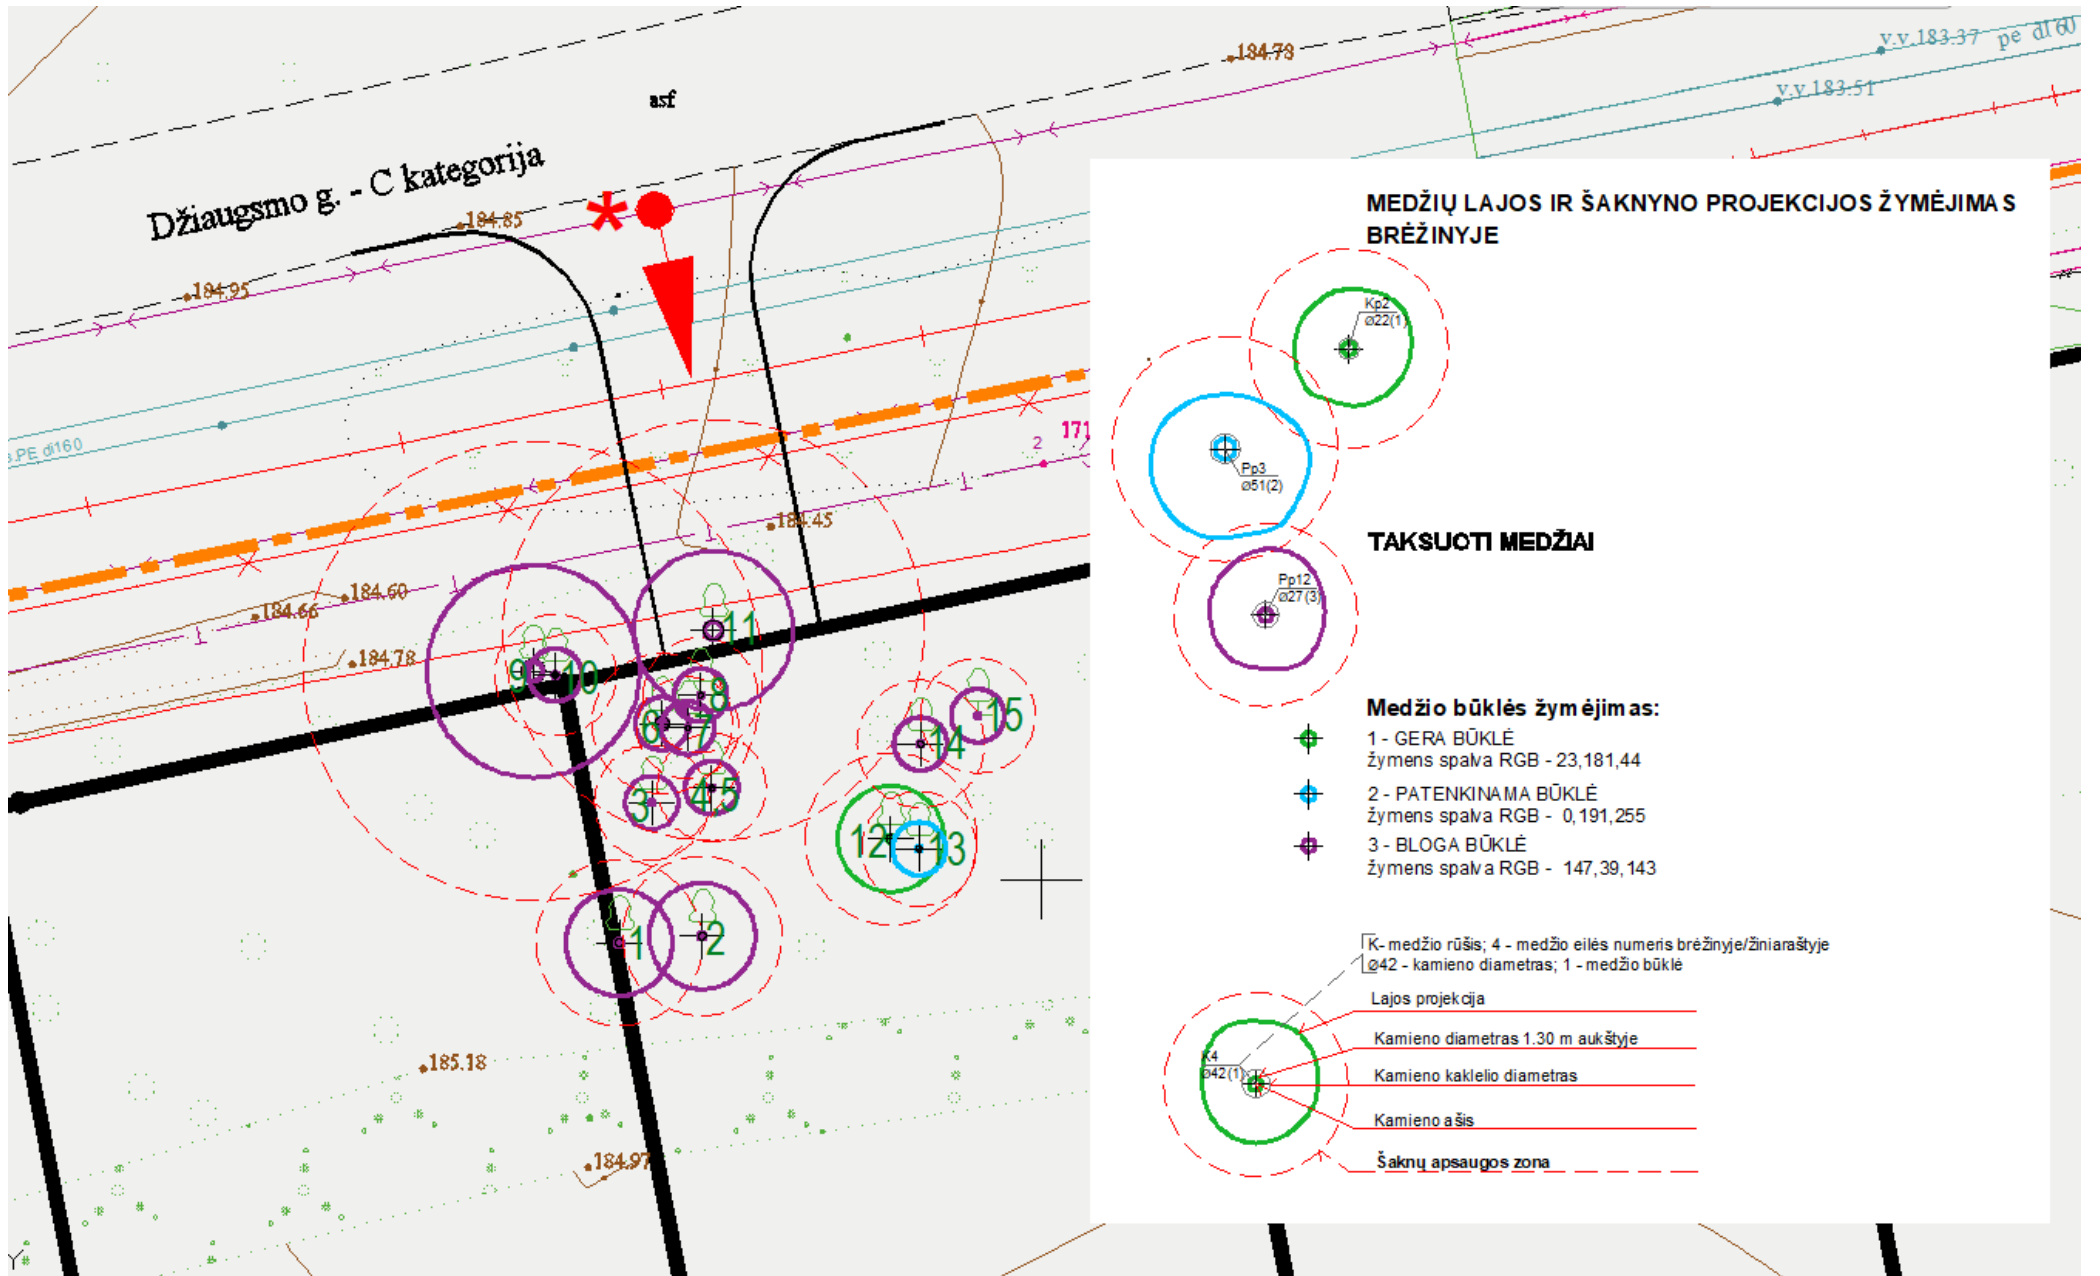 184.78
v.v.183.37 pe dl60
v.v.183.51
asf
Džiaugsmo g. - C kategorija
184.85
*
184.95
PE dl160
2
171
184.45
184.60
184.66
184.78
11
9
10
8
6
7
15
14
3
4
5
12
13
1
2
185.18
184.97
Y
MEDŽIŲ LAJOS IR ŠAKNYNO PROJEKCIJOS ŽYMĖJIMAS
BRĖŽINYJE
Kp2
Ø22(1)
Pp3
Ø51(2)
TAKSUOTI MEDŽIAI
Pp12
Ø27(3)
Medžio būklės žymėjimas:
1 - GERA BŪKLĖ
žymens spalva RGB - 23,181,44
2 - PATENKINAMA BŪKLĖ
žymens spalva RGB - 0,191,255
3 - BLOGA BŪKLĖ
žymens spalva RGB - 147,39,143
K- medžio rūšis; 4 - medžio eilės numeris brėžinyje/žiniaraštyje
Ø42 - kamieno diametras; 1 - medžio būklė
Lajos projekcija
Kamieno diametras 1.30 m aukštyje
K4
Ø42(1)
Kamieno kaklelio diametras
Kamieno ašis
Šaknų apsaugos zona